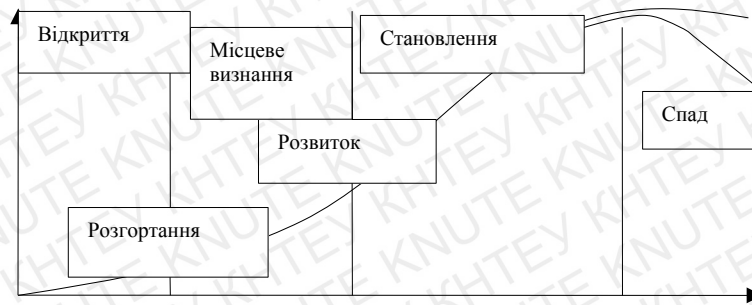 Відкриття
Місцеве
визнання
Становлення
Спад
Розвиток
Розгортання